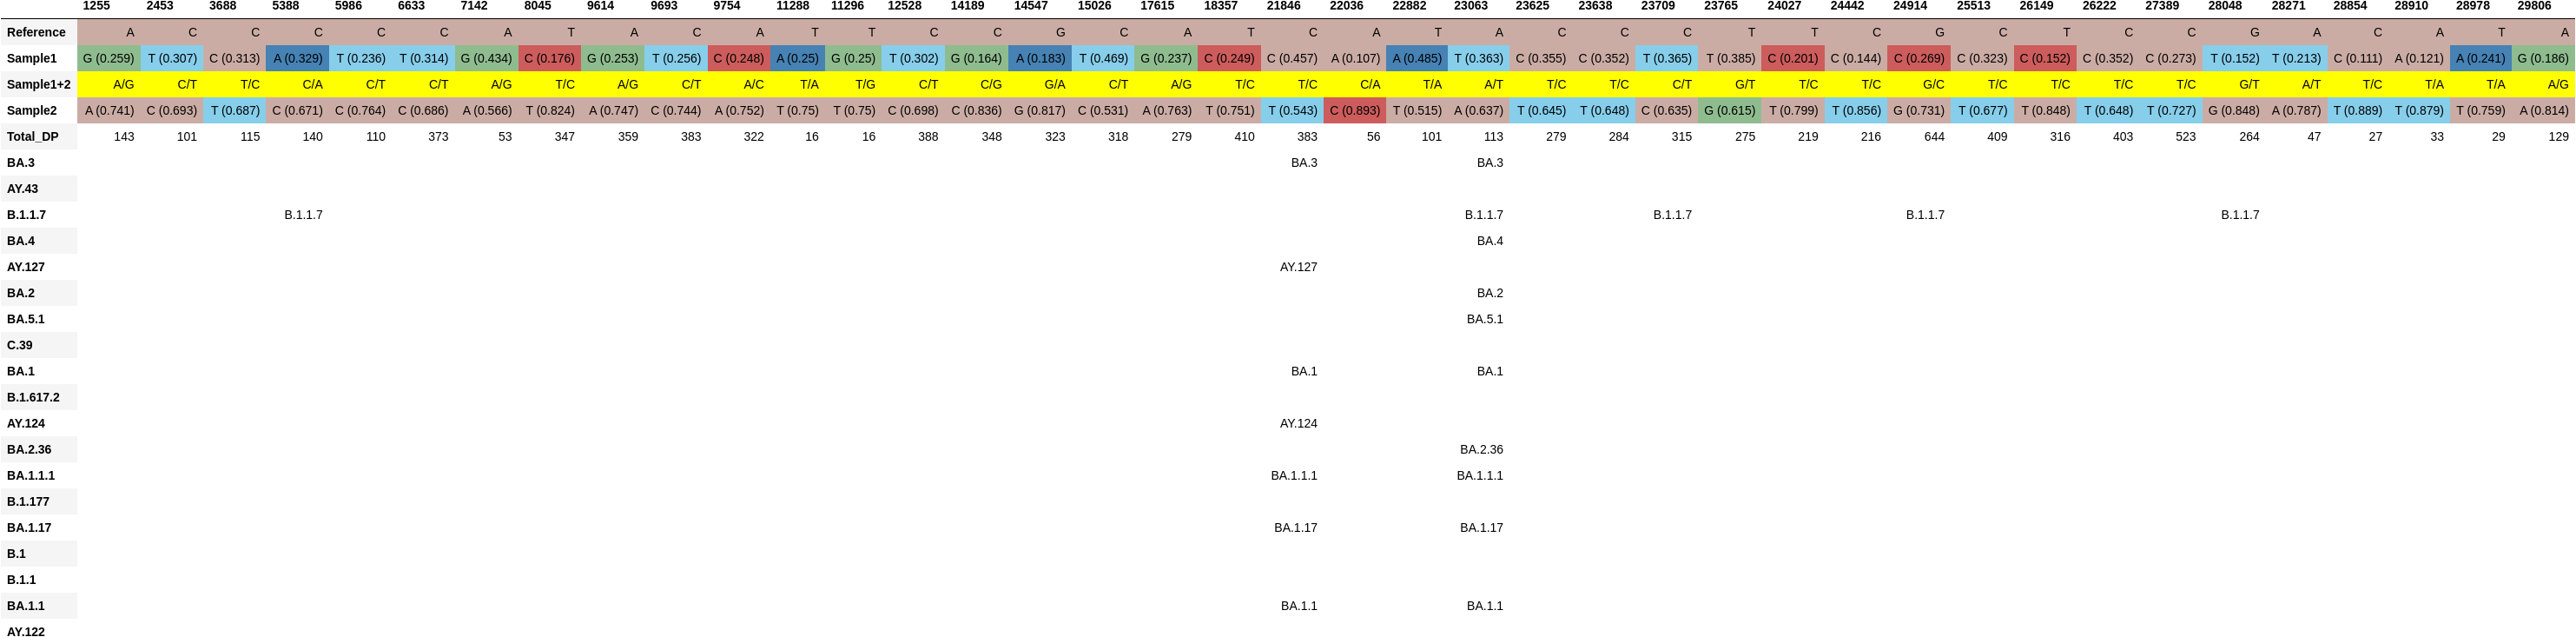 1255 2453 3688 5388 5986 6633 7142 8045 9614 9693 9754 11288 11296 12528 14189 14547 15026 17615 18357 21846 22036 22882 23063 23625 23638 23709 23765 24027 24442 24914 25513 26149 26222 27389 28048 28271 28854 28910 28978 29806
Reference A C C C C C A T A C A T T C C G C A T C A T A C C C T T C G C T C C G A C A T A
Sample1 G (0.259) T (0.307) C (0.313) A (0.329) T (0.236) T (0.314) G (0.434) C (0.176) G (0.253) T (0.256) C (0.248) A (0.25) G (0.25) T (0.302) G (0.164) A (0.183) T (0.469) G (0.237) C (0.249) C (0.457) A (0.107) A (0.485) T (0.363) C (0.355) C (0.352) T (0.365) T (0.385) C (0.201) C (0.144) C (0.269) C (0.323) C (0.152) C (0.352) C (0.273) T (0.152) T (0.213) C (0.111) A (0.121) A (0.241) G (0.186)
Sample1+2 A/G C/T T/C C/A C/T C/T A/G T/C A/G C/T A/C T/A T/G C/T C/G G/A C/T A/G T/C T/C C/A T/A A/T T/C T/C C/T G/T T/C T/C G/C T/C T/C T/C T/C G/T A/T T/C T/A T/A A/G
Sample2 A (0.741) C (0.693) T (0.687) C (0.671) C (0.764) C (0.686) A (0.566) T (0.824) A (0.747) C (0.744) A (0.752) T (0.75) T (0.75) C (0.698) C (0.836) G (0.817) C (0.531) A (0.763) T (0.751) T (0.543) C (0.893) T (0.515) A (0.637) T (0.645) T (0.648) C (0.635) G (0.615) T (0.799) T (0.856) G (0.731) T (0.677) T (0.848) T (0.648) T (0.727) G (0.848) A (0.787) T (0.889) T (0.879) T (0.759) A (0.814)
Total_DP 143 101 115 140 110 373 53 347 359 383 322 16 16 388 348 323 318 279 410 383 56 101 113 279 284 315 275 219 216 644 409 316 403 523 264 47 27 33 29 129
BA.3 BA.3 BA.3
AY.43
B.1.1.7 B.1.1.7 B.1.1.7 B.1.1.7 B.1.1.7 B.1.1.7
BA.4 BA.4
AY.127 AY.127
BA.2 BA.2
BA.5.1 BA.5.1
C.39
BA.1 BA.1 BA.1
B.1.617.2
AY.124 AY.124
BA.2.36 BA.2.36
BA.1.1.1 BA.1.1.1 BA.1.1.1
B.1.177
BA.1.17 BA.1.17 BA.1.17
B.1
B.1.1
BA.1.1 BA.1.1 BA.1.1
AY.122